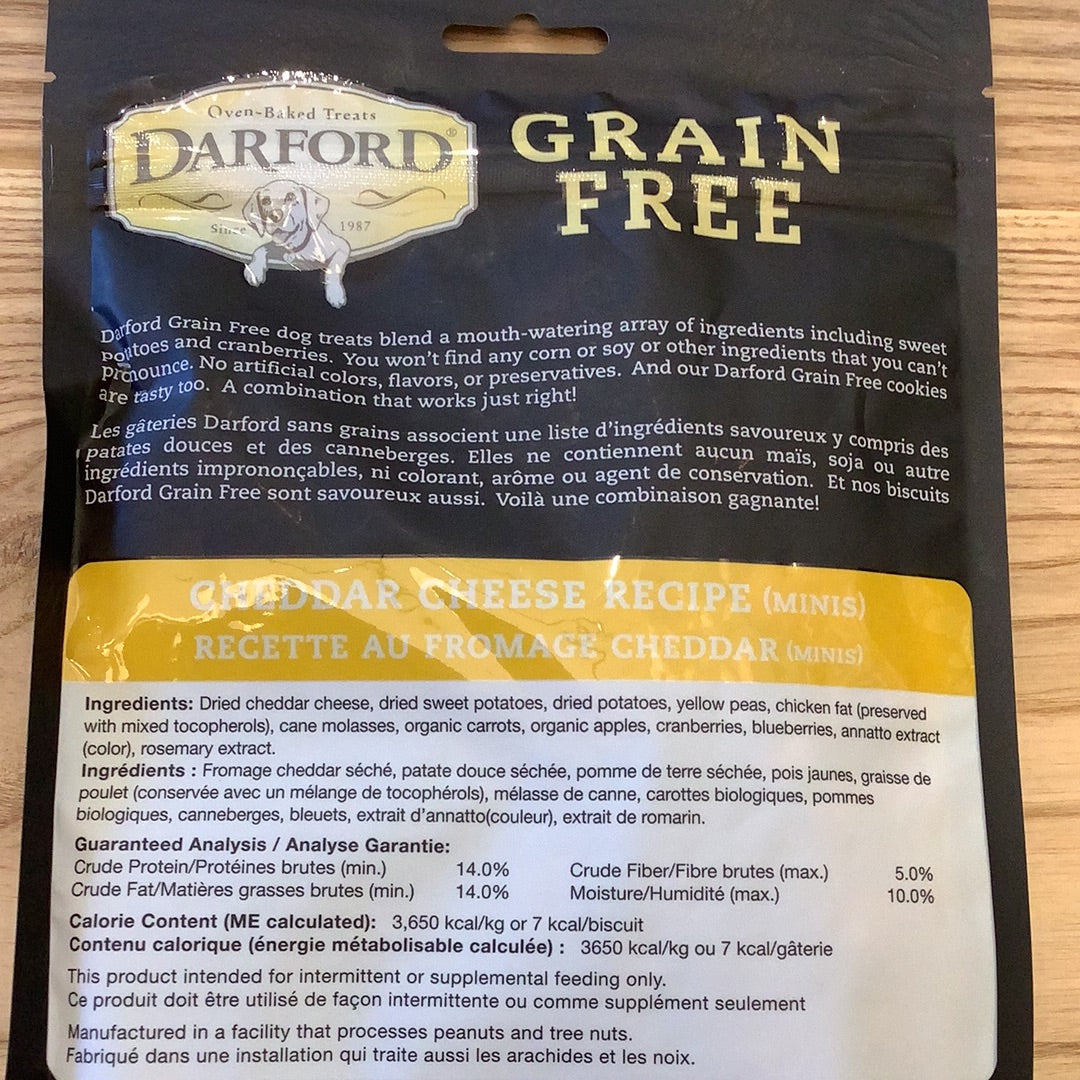 Oven-Baked Treats
DARFORD®
Since 1987
GRAIN
FREE
Darford Grain Free dog treats blend a mouth-watering array of ingredients including sweet
potatoes and cranberries. You won't find any corn or soy or other ingredients that you can't
pronounce. No artificial colors, flavors, or preservatives. And our Darford Grain Free cookies
are tasty too. A combination that works just right!
Les gâteries Darford sans grains associent une liste d'ingrédients savoureux y compris des
patates douces et des canneberges. Elles ne contiennent aucun maïs, soja ou autre
ingrédients imprononçables, ni colorant, arôme ou agent de conservation. Et nos biscuits
Darford Grain Free sont savoureux aussi. Voilà une combinaison gagnante!
CHEDDAR CHEESE RECIPE (MINIS)
RECETTE AU FROMAGE CHEDDAR (MINIS)
Ingredients: Dried cheddar cheese, dried sweet potatoes, dried potatoes, yellow peas, chicken fat (preserved
with mixed tocopherols), cane molasses, organic carrots, organic apples, cranberries, blueberries, annatto extract
(color), rosemary extract.
Ingrédients : Fromage cheddar séché, patate douce séchée, pomme de terre séchée, pois jaunes, graisse de
poulet (conservée avec un mélange de tocophérols), mélasse de canne, carottes biologiques, pommes
biologiques, canneberges, bleuets, extrait d'annatto(couleur), extrait de romarin.
Guaranteed Analysis / Analyse Garantie:
Crude Protein/Protéines brutes (min.) 14.0% Crude Fiber/Fibre brutes (max.) 5.0%
Crude Fat/Matières grasses brutes (min.) 14.0% Moisture/Humidité (max.) 10.0%
Calorie Content (ME calculated): 3,650 kcal/kg or 7 kcal/biscuit
Contenu calorique (énergie métabolisable calculée) : 3650 kcal/kg ou 7 kcal/gâterie
This product intended for intermittent or supplemental feeding only.
Ce produit doit être utilisé de façon intermittente ou comme supplément seulement
Manufactured in a facility that processes peanuts and tree nuts.
Fabriqué dans une installation qui traite aussi les arachides et les noix.